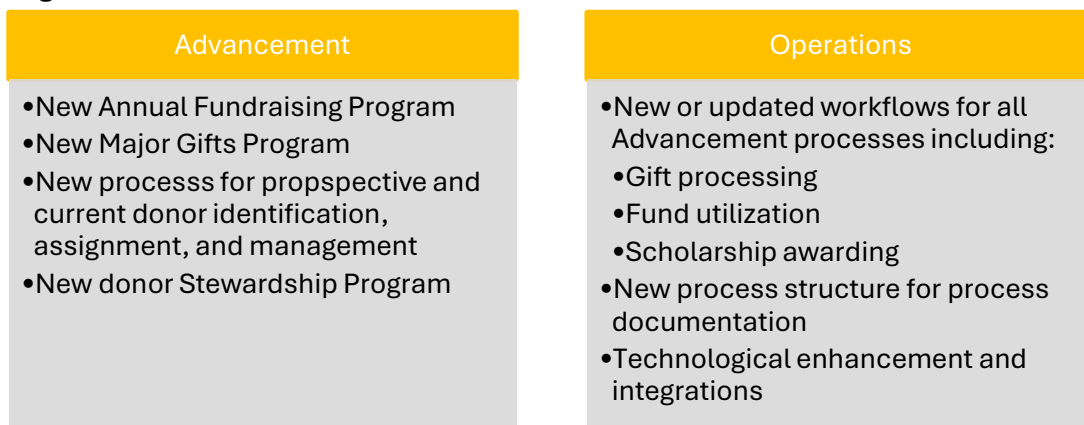 Advancement
•New Annual Fundraising Program
•New Major Gifts Program
•New processs for propspective and
current donor identification,
assignment, and management
•New donor Stewardship Program
Operations
•New or updated workflows for all
Advancement processes including:
•Gift processing
•Fund utilization
•Scholarship awarding
•New process structure for process
documentation
•Technological enhancement and
integrations